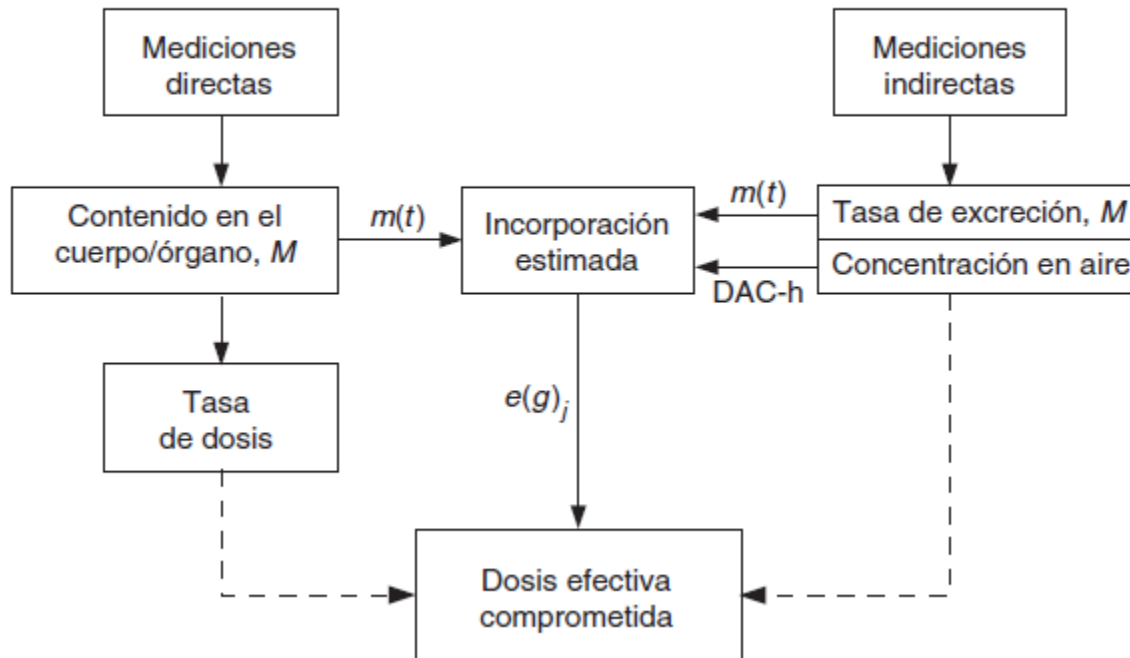 Mediciones
directas
Mediciones
indirectas
Contenido en el
cuerpo/órgano, M
m(t)
Incorporación
estimada
m(t)
Tasa de excreción, M
Concentración en aire
DAC-h
Tasa
de dosis
e(g)j
Dosis efectiva
comprometida